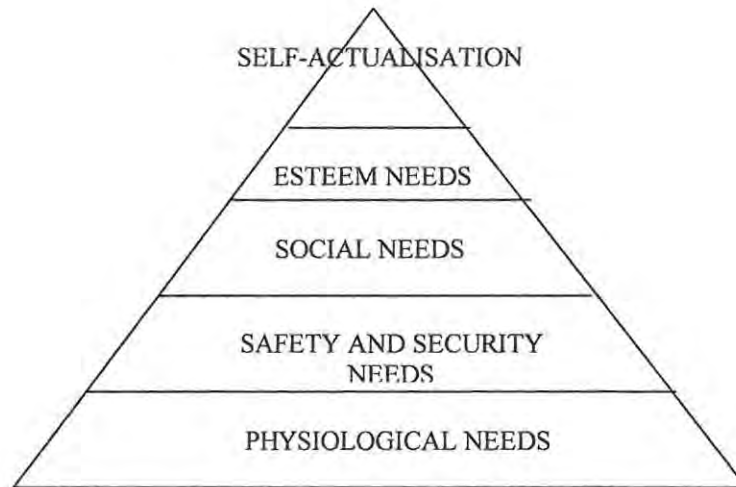 SELF-ACTUALISATION
ESTEEM NEEDS
SOCIAL NEEDS
SAFETY AND SECURITY
NEEDS
PHYSIOLOGICAL NEEDS